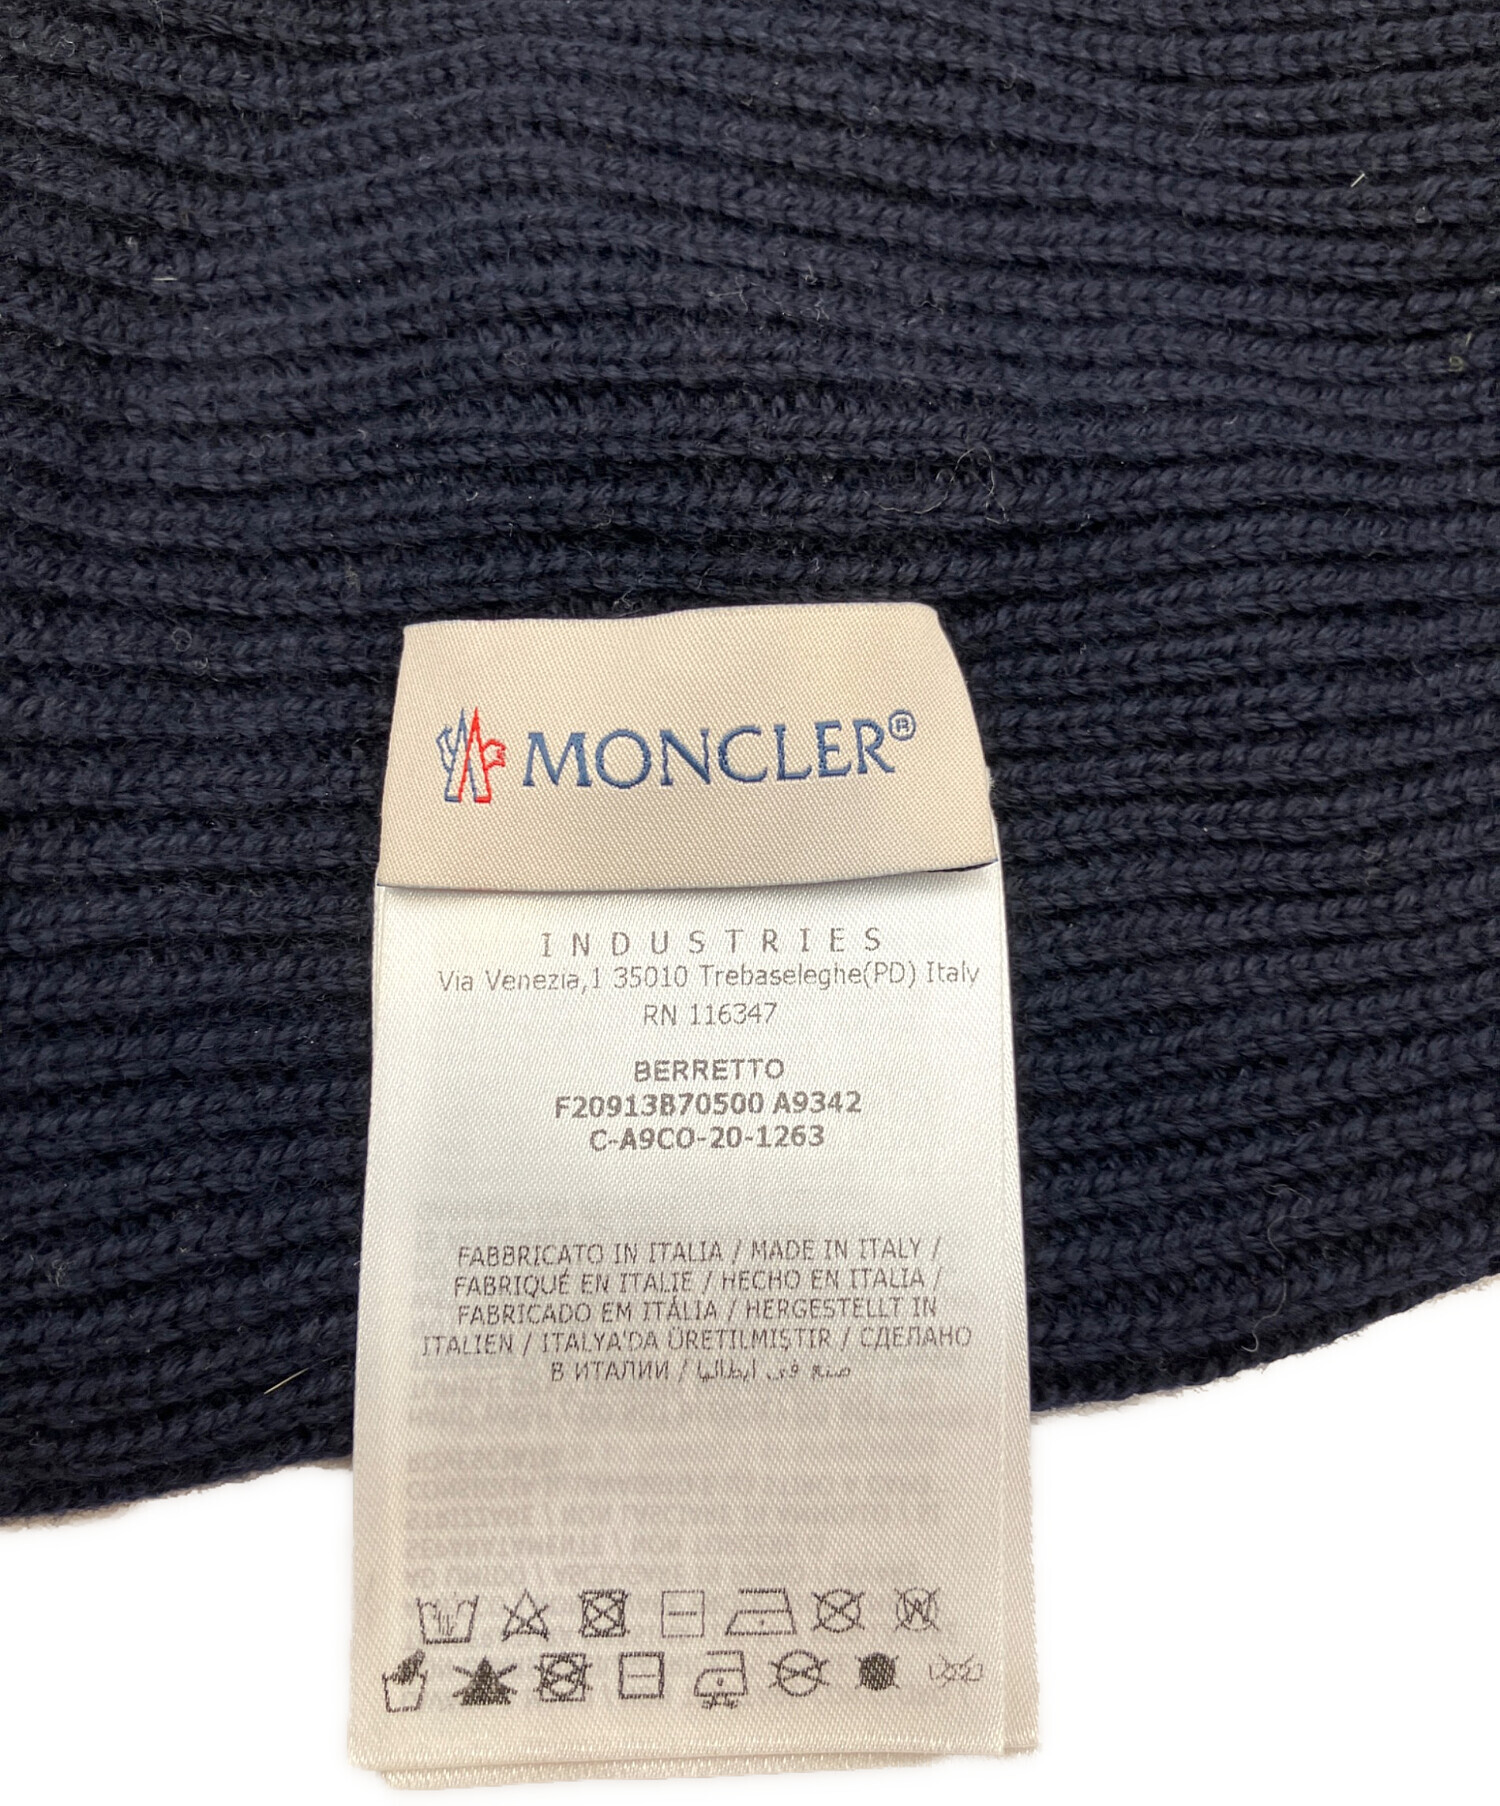 MONCLER®
INDUSTRIES
Via Venezia,1 35010 Trebaseleghe(PD) Italy
RN 116347
BERRETTO
F20913B70500 A9342
C-A9CO-20-1263
FABBRICATO IN ITALIA / MADE IN ITALY /
FABRIQUÉ EN ITALIE / HECHO EN ITALIA /
FABRICADO EM ITÁLIA / HERGESTELLT IN
ITALIEN / ITALYA'DA ÜRETILMIŞTIR / СДЕЛАНО
В ИТАЛИИ / صنع في إيطاليا